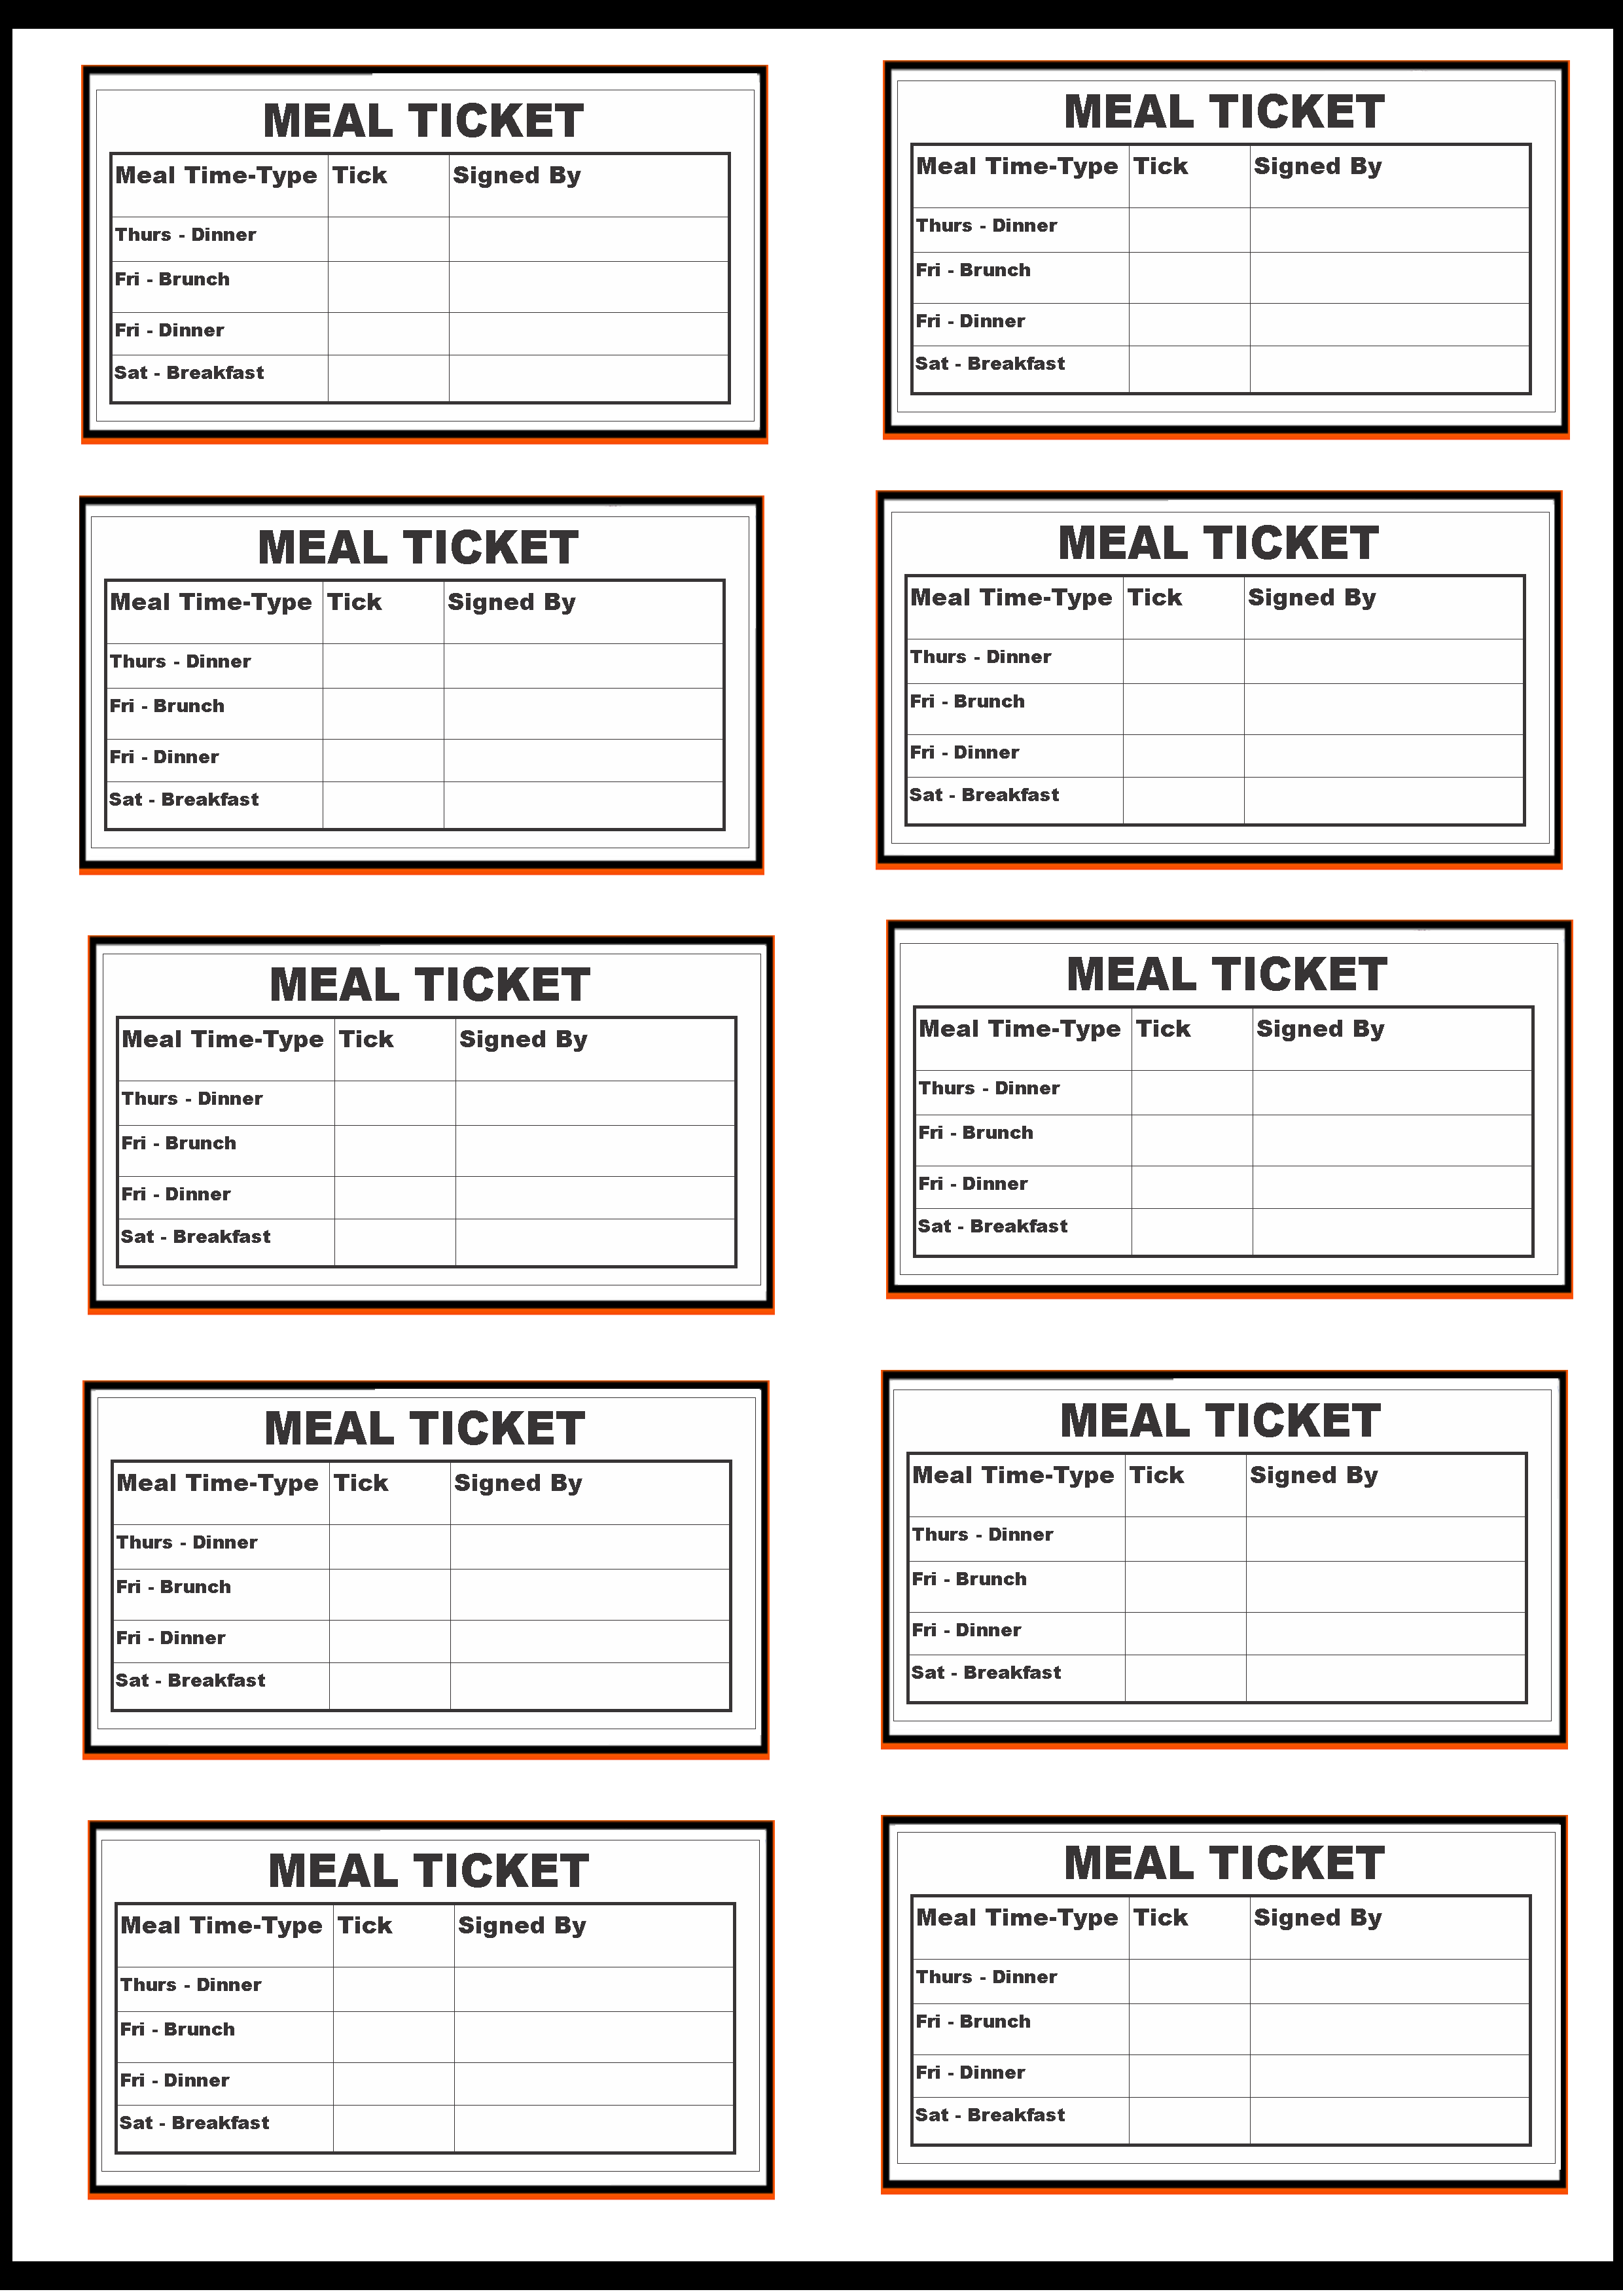 MEAL TICKET
Meal Time-Type Tick Signed By
Thurs - Dinner
Fri - Brunch
Fri - Dinner
Sat - Breakfast
MEAL TICKET
Meal Time-Type Tick Signed By
Thurs - Dinner
Fri - Brunch
Fri - Dinner
Sat - Breakfast
MEAL TICKET
Meal Time-Type Tick Signed By
Thurs - Dinner
Fri - Brunch
Fri - Dinner
Sat - Breakfast
MEAL TICKET
Meal Time-Type Tick Signed By
Thurs - Dinner
Fri - Brunch
Fri - Dinner
Sat - Breakfast
MEAL TICKET
Meal Time-Type Tick Signed By
Thurs - Dinner
Fri - Brunch
Fri - Dinner
Sat - Breakfast
MEAL TICKET
Meal Time-Type Tick Signed By
Thurs - Dinner
Fri - Brunch
Fri - Dinner
Sat - Breakfast
MEAL TICKET
Meal Time-Type Tick Signed By
Thurs - Dinner
Fri - Brunch
Fri - Dinner
Sat - Breakfast
MEAL TICKET
Meal Time-Type Tick Signed By
Thurs - Dinner
Fri - Brunch
Fri - Dinner
Sat - Breakfast
MEAL TICKET
Meal Time-Type Tick Signed By
Thurs - Dinner
Fri - Brunch
Fri - Dinner
Sat - Breakfast
MEAL TICKET
Meal Time-Type Tick Signed By
Thurs - Dinner
Fri - Brunch
Fri - Dinner
Sat - Breakfast